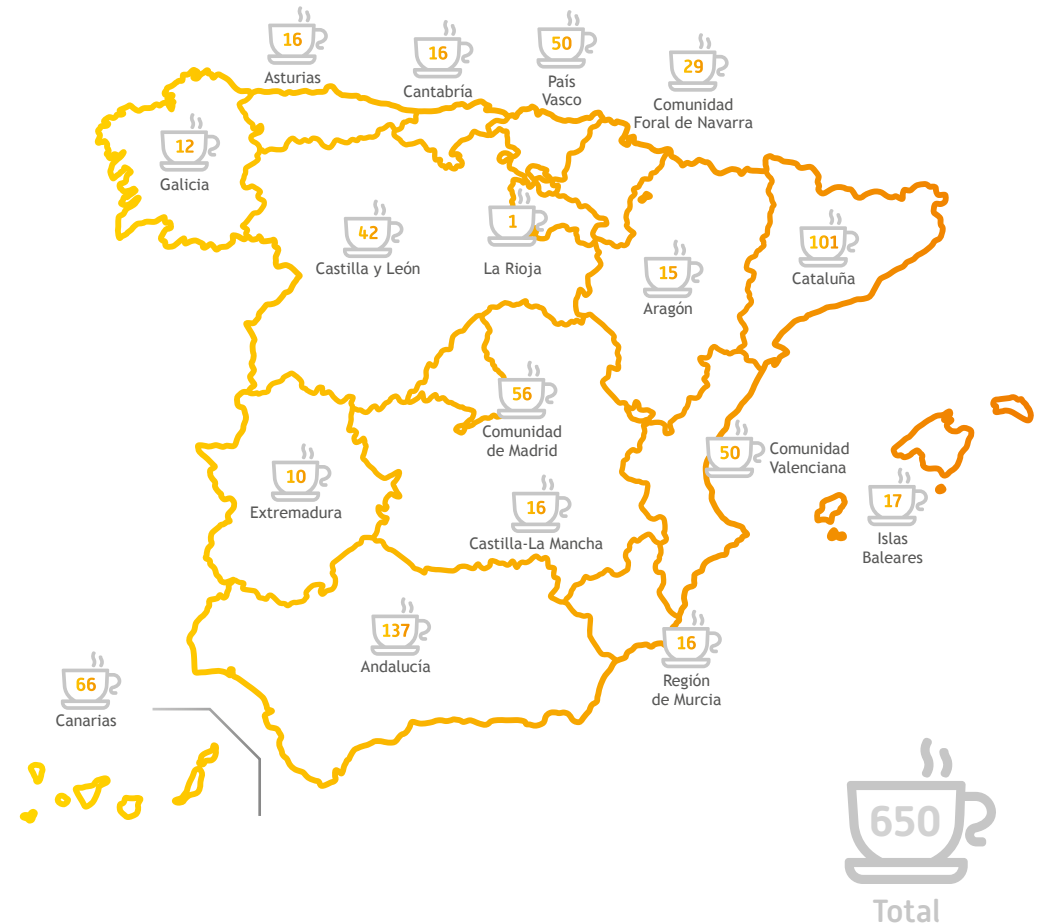 16
Asturias
16
Cantabría
50
País
Vasco
29
Comunidad
Foral de Navarra
12
Galicia
42
Castilla y León
1
La Rioja
15
Aragón
101
Cataluña
56
Comunidad
de Madrid
50
Comunidad
Valenciana
17
Islas
Baleares
10
Extremadura
16
Castilla-La Mancha
137
Andalucía
16
Región
de Murcia
66
Canarias
650
Total